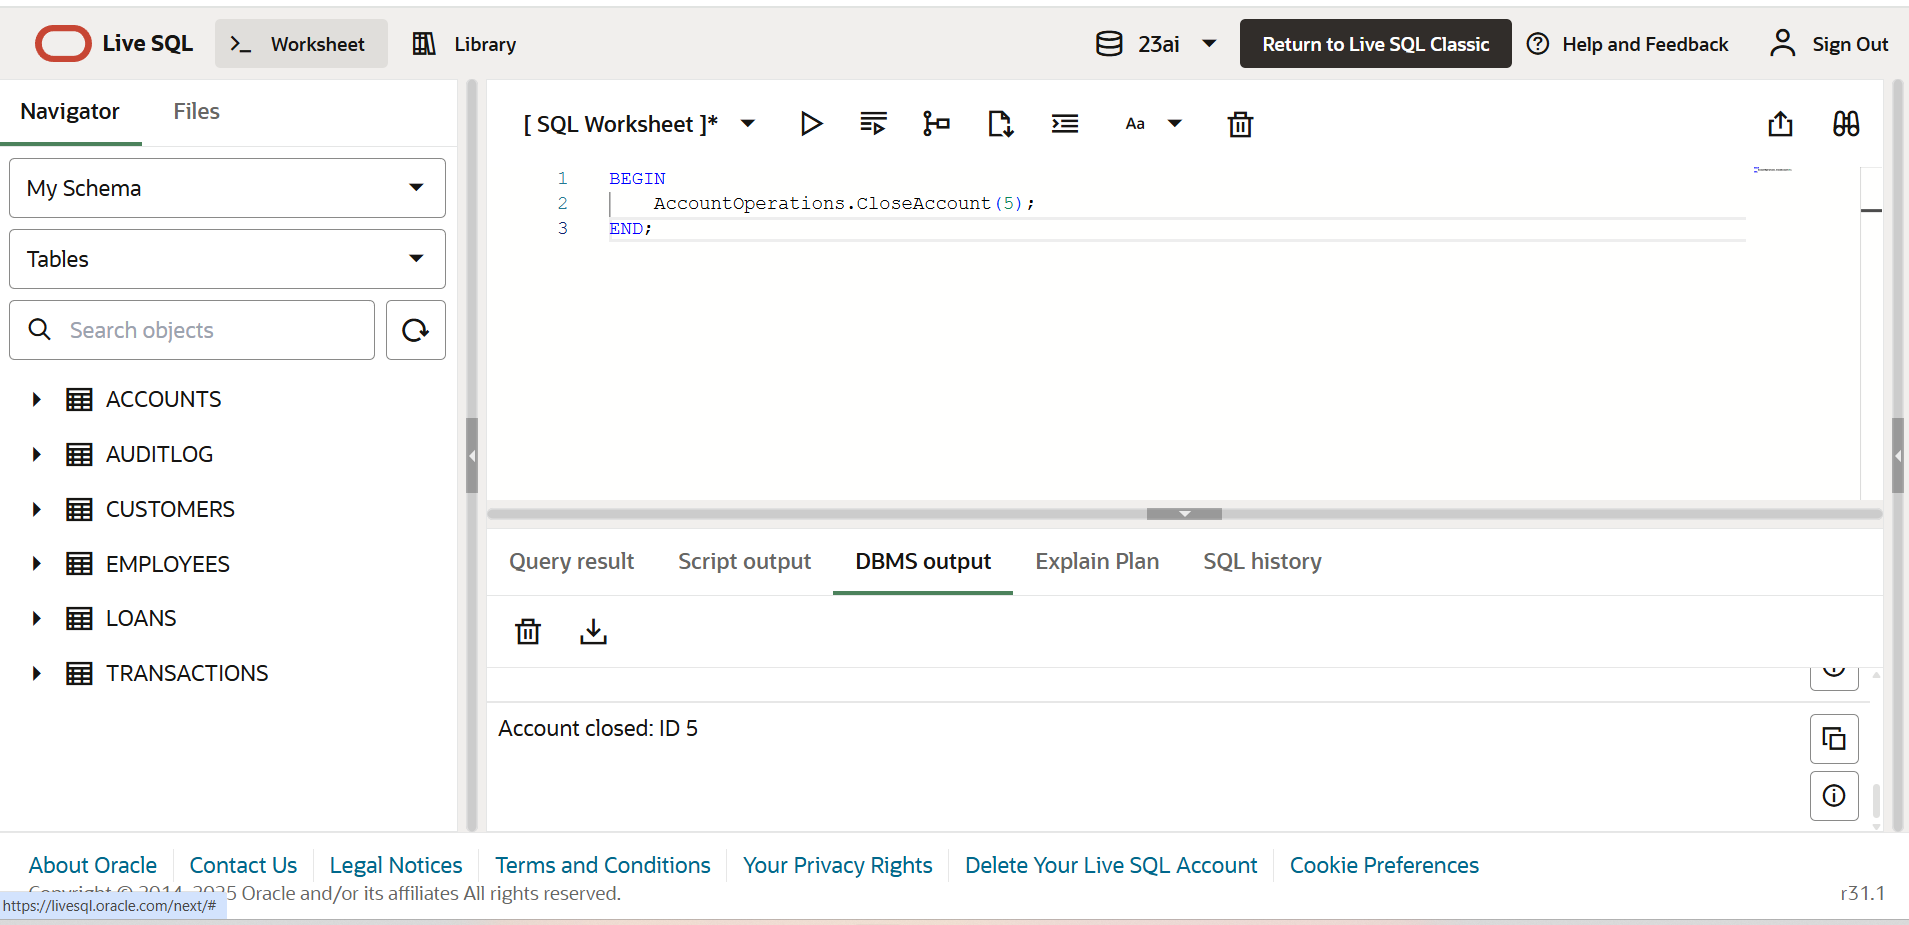 Live SQL
Worksheet
Library
23ai
Return to Live SQL Classic
Help and Feedback
Sign Out
Navigator
Files
My Schema
Tables
Search objects
ACCOUNTS
AUDITLOG
CUSTOMERS
EMPLOYEES
LOANS
TRANSACTIONS
[ SQL Worksheet ]*
Aa
1 BEGIN
2 AccountOperations.CloseAccount(5);
3 END;
Query result
Script output
DBMS output
Explain Plan
SQL history
Account closed: ID 5
About Oracle
Contact Us
Legal Notices
Terms and Conditions
Your Privacy Rights
Delete Your Live SQL Account
Cookie Preferences
Copyright © 2014, 2025 Oracle and/or its affiliates All rights reserved.
r31.1
https://livesql.oracle.com/next/#